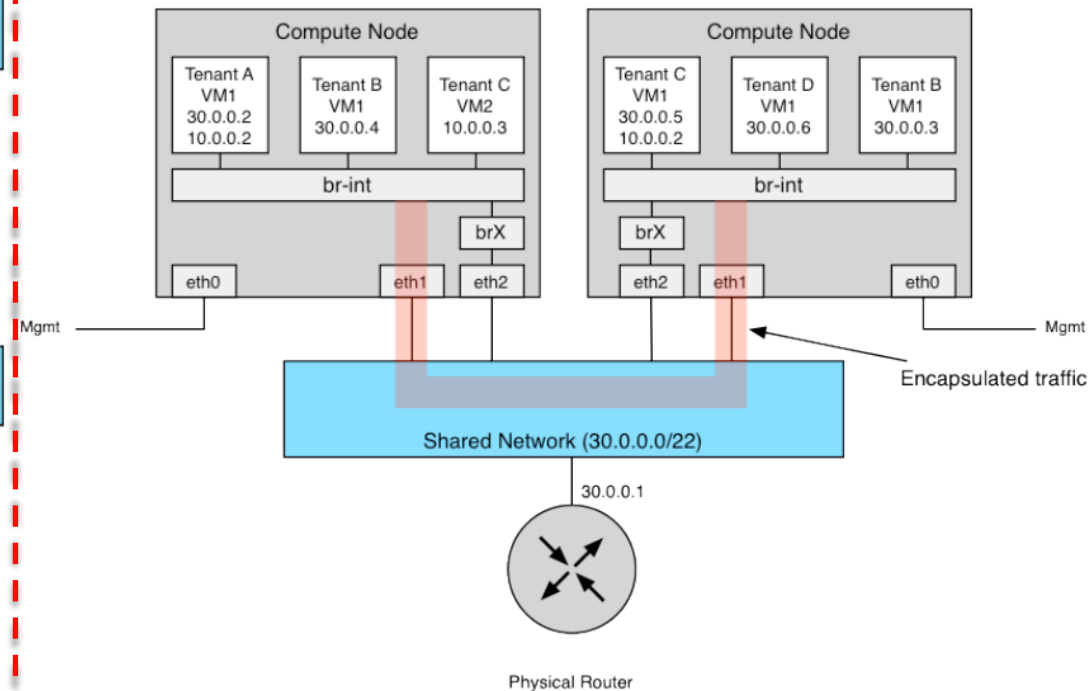 Compute Node
Tenant A
VM1
30.0.0.2
10.0.0.2
Tenant B
VM1
30.0.0.4
Tenant C
VM2
10.0.0.3
br-int
brX
eth0
eth1
eth2
Mgmt
Compute Node
Tenant C
VM1
30.0.0.5
10.0.0.2
Tenant D
VM1
30.0.0.6
Tenant B
VM1
30.0.0.3
br-int
brX
eth2
eth1
eth0
Mgmt
Encapsulated traffic
Shared Network (30.0.0.0/22)
30.0.0.1
Physical Router